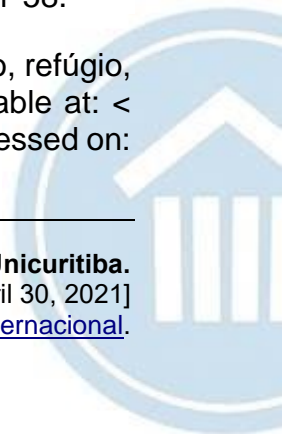 58.
, refúgio,
able at: <
essed on:
Unicuritiba.
il 30, 2021]
ernacional.